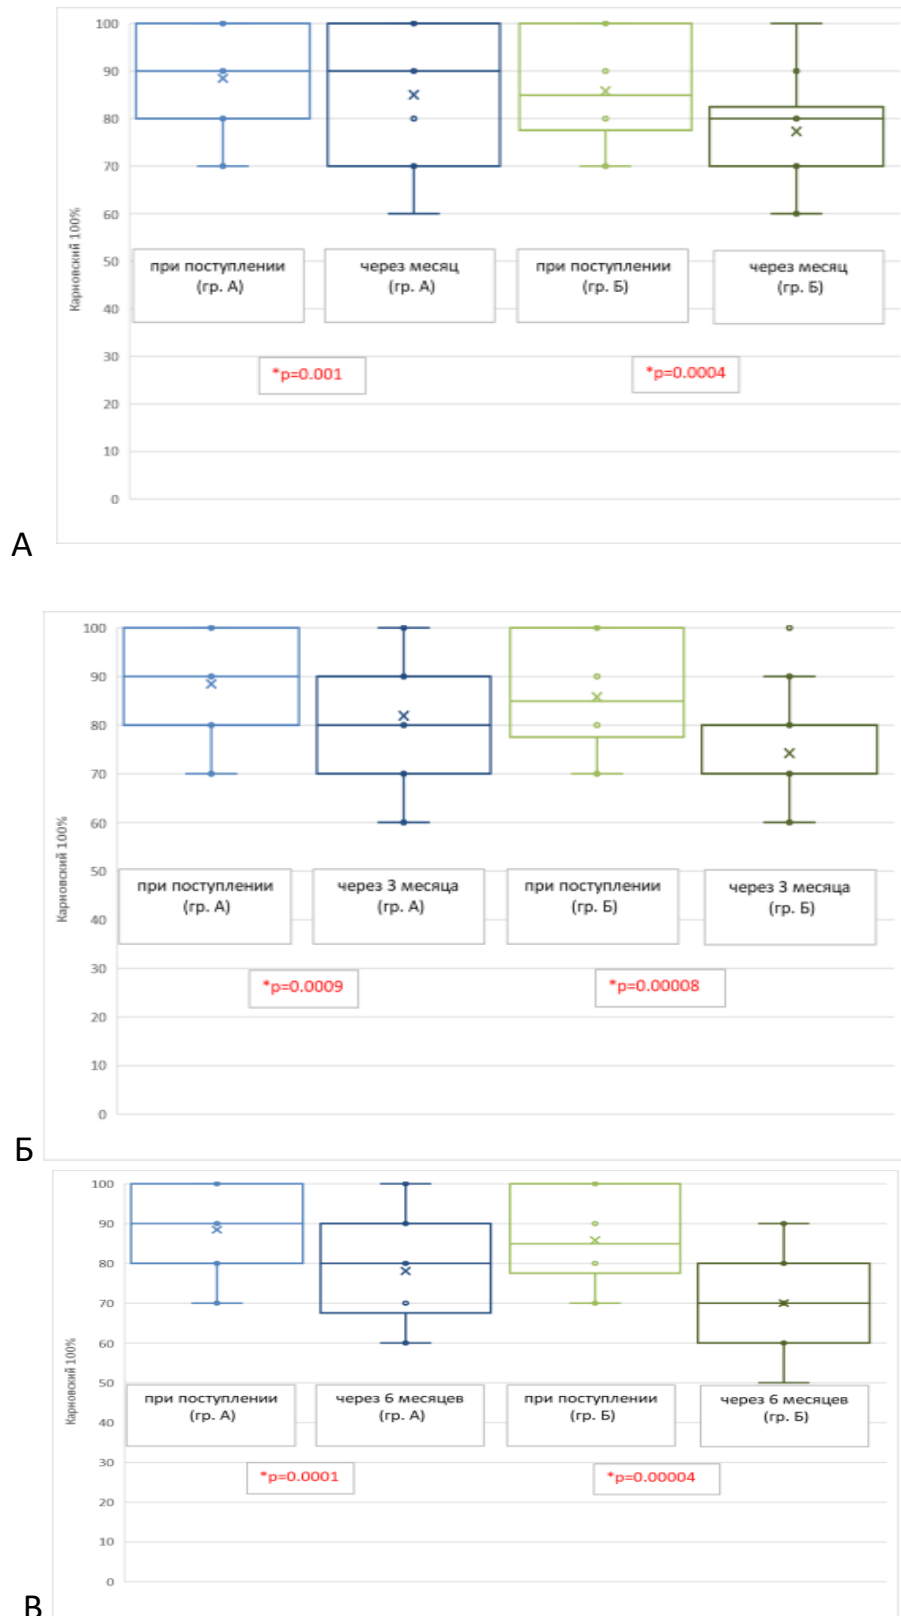 100
90
80
70
60
50
40
30
20
10
0
Карновский 100%
при поступлении
(гр. А)
через месяц
(гр. А)
при поступлении
(гр. Б)
через месяц
(гр. Б)
*p=0.001
*p=0.0004
А
100
90
80
70
60
50
40
30
20
10
0
Карновский 100%
при поступлении
(гр. А)
через 3 месяца
(гр. А)
при поступлении
(гр. Б)
через 3 месяца
(гр. Б)
*p=0.0009
*p=0.00008
Б
100
90
80
70
60
50
40
30
20
10
0
Карновский 100%
при поступлении
(гр. А)
через 6 месяцев
(гр. А)
при поступлении
(гр. Б)
через 6 месяцев
(гр. Б)
*p=0.0001
*p=0.00004
В